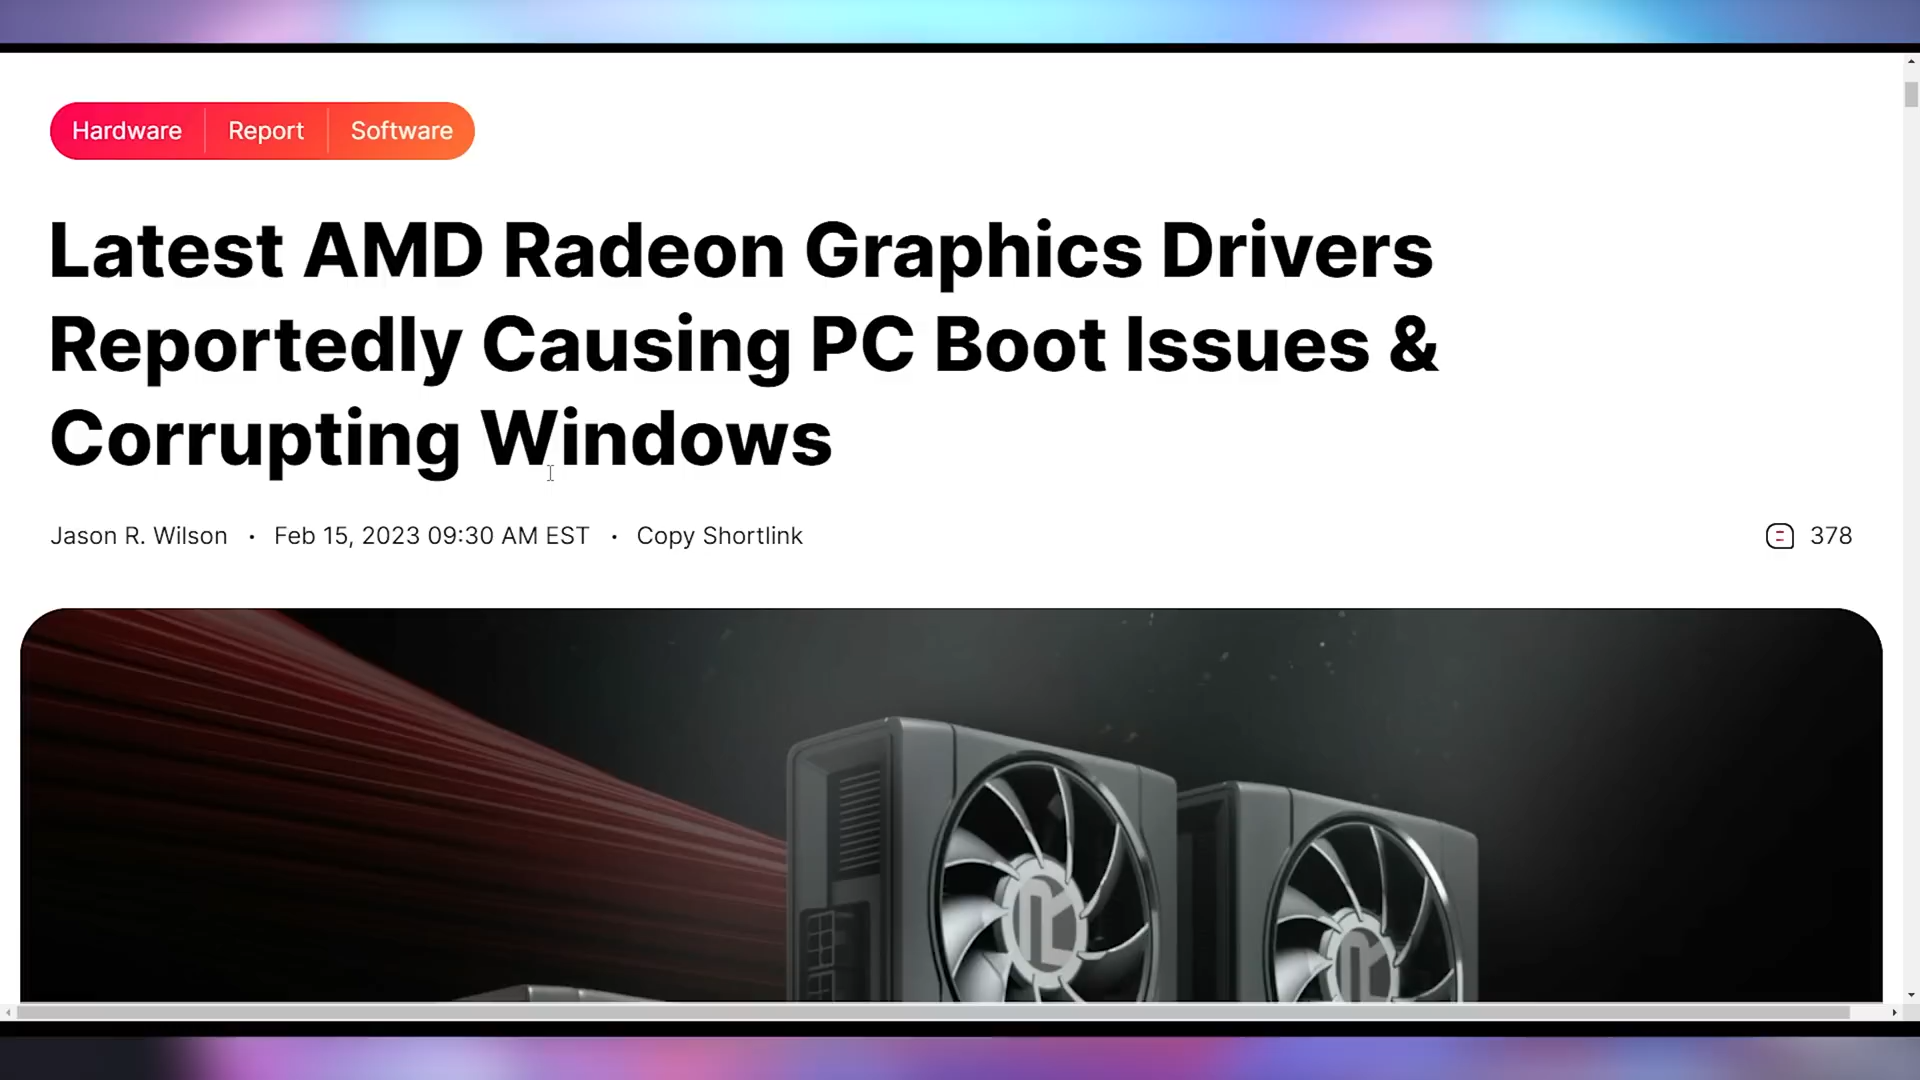 Hardware Report Software
Latest AMD Radeon Graphics Drivers
Reportedly Causing PC Boot Issues &
Corrupting Windows
Jason R. Wilson • Feb 15, 2023 09:30 AM EST • Copy Shortlink 378